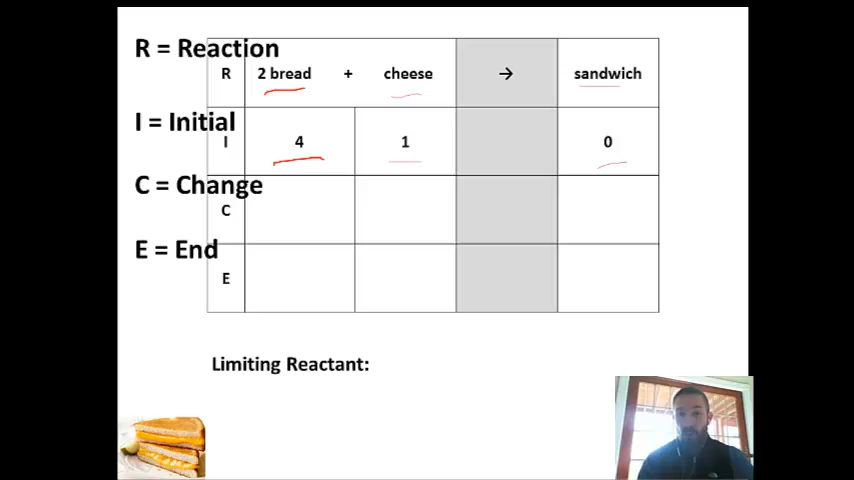 R = Reaction
R 2 bread + cheese → sandwich
I = Initial
I 4 1 0
C = Change
C
E = End
E
Limiting Reactant: